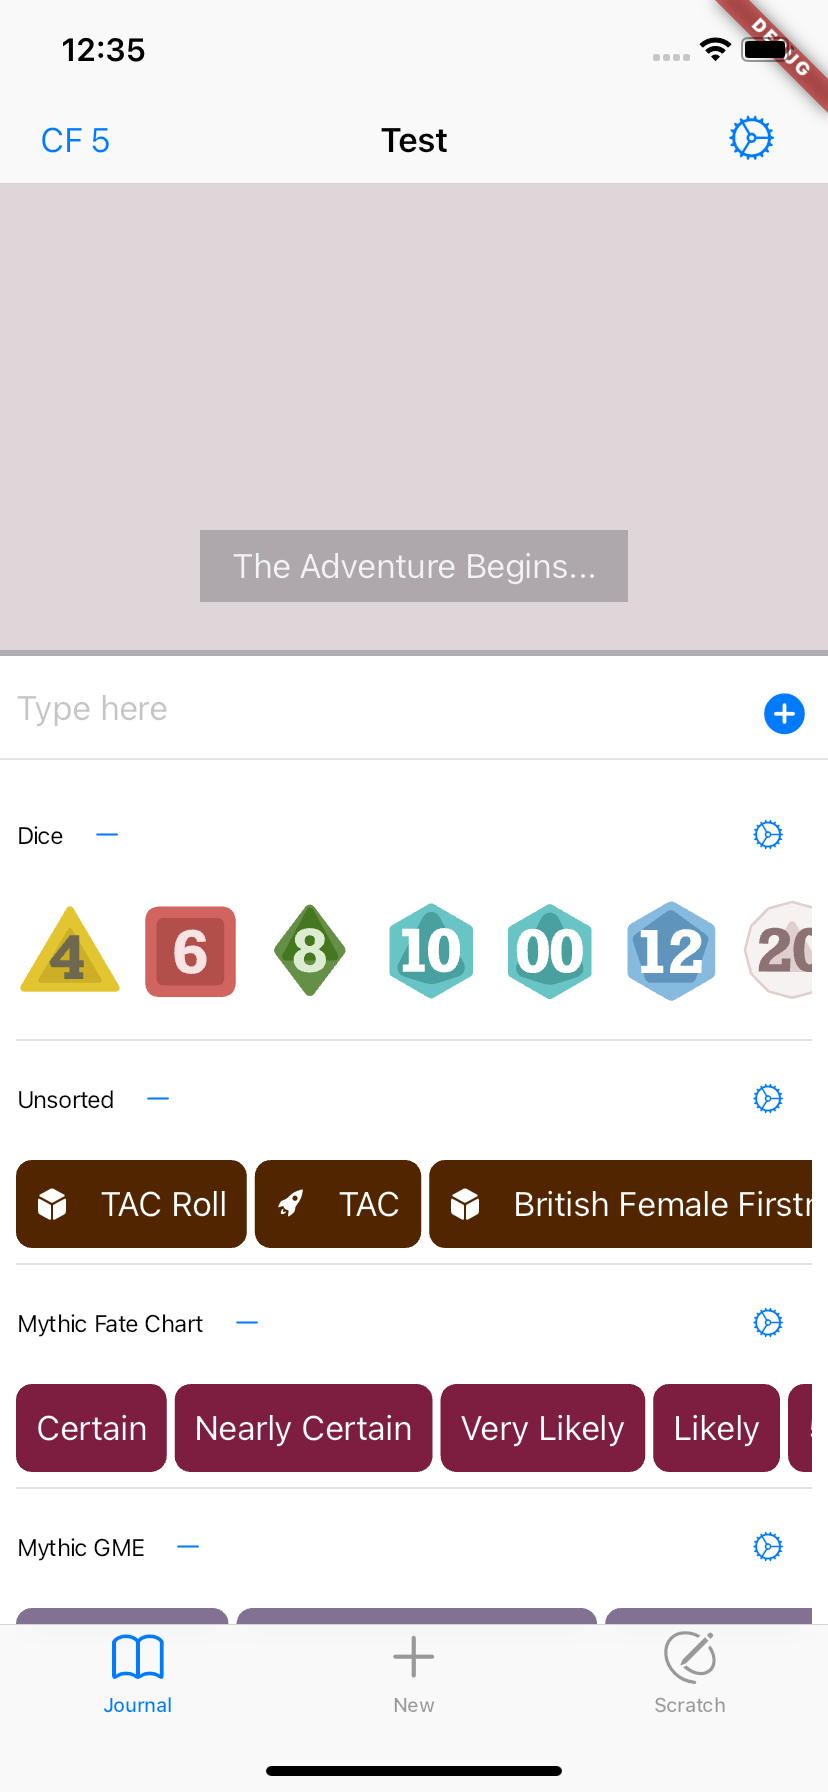 12:35
DEBUG
CF 5 Test
The Adventure Begins...
Type here
Dice
4 6 8 10 00 12 20
Unsorted
TAC Roll TAC British Female
Mythic Fate Chart
Certain Nearly Certain Very Likely Likely
Mythic GME
Journal New Scratch